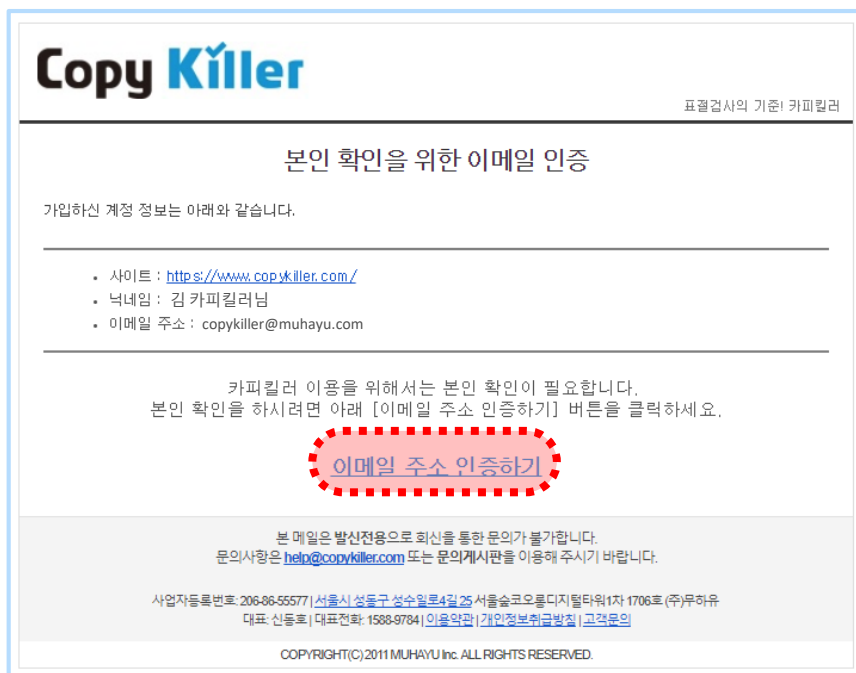 Copy Killer
표절검사의 기준! 카피킬러
본인 확인을 위한 이메일 인증
가입하신 계정 정보는 아래와 같습니다.
• 사이트 : https://www.copykiller.com/
• 넉네임 : 김 카피킬러님
• 이메일 주소 : copykiller@muhayu.com
카피킬러 이용을 위해서는 본인 확인이 필요합니다.
본인 확인을 하시려면 아래 [이메일 주소 인증하기] 버튼을 클릭하세요.
이메일 주소 인증하기
본 메일은 발신전용으로 회신을 통한 문의가 불가합니다.
문의사항은 help@copykiller.com 또는 문의게시판을 이용해 주시기 바랍니다.
사업자등록번호: 206-86-55577 | 서울시 성동구 성수일로4길 25 서울숲코오롱디지털타워1차 1706호 (주)무하유
대표: 신동호 | 대표전화: 1588-9784 | 이용약관 | 개인정보취급방침 | 고객문의
COPYRIGHT(C) 2011 MUHAYU Inc. ALL RIGHTS RESERVED.